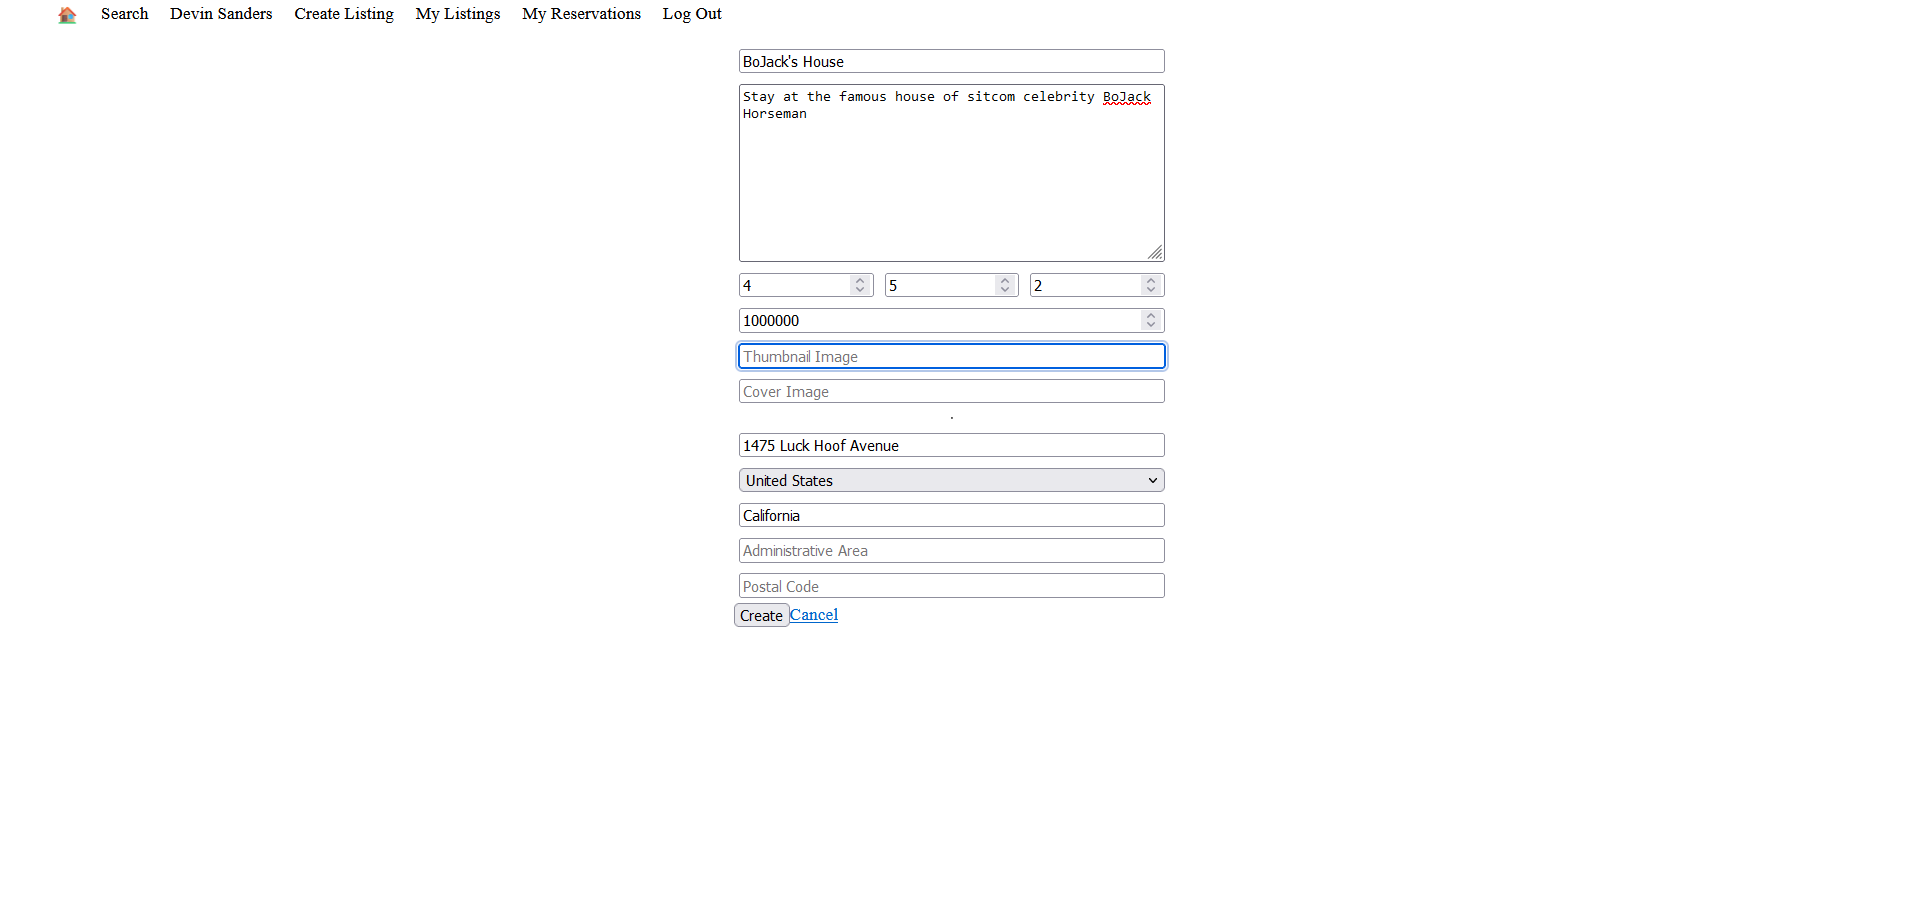 Search Devin Sanders Create Listing My Listings My Reservations Log Out
BoJack's House
Stay at the famous house of sitcom celebrity BoJack
Horseman
4 5 2
1000000
Thumbnail Image
Cover Image
.
1475 Luck Hoof Avenue
United States
California
Administrative Area
Postal Code
Create Cancel